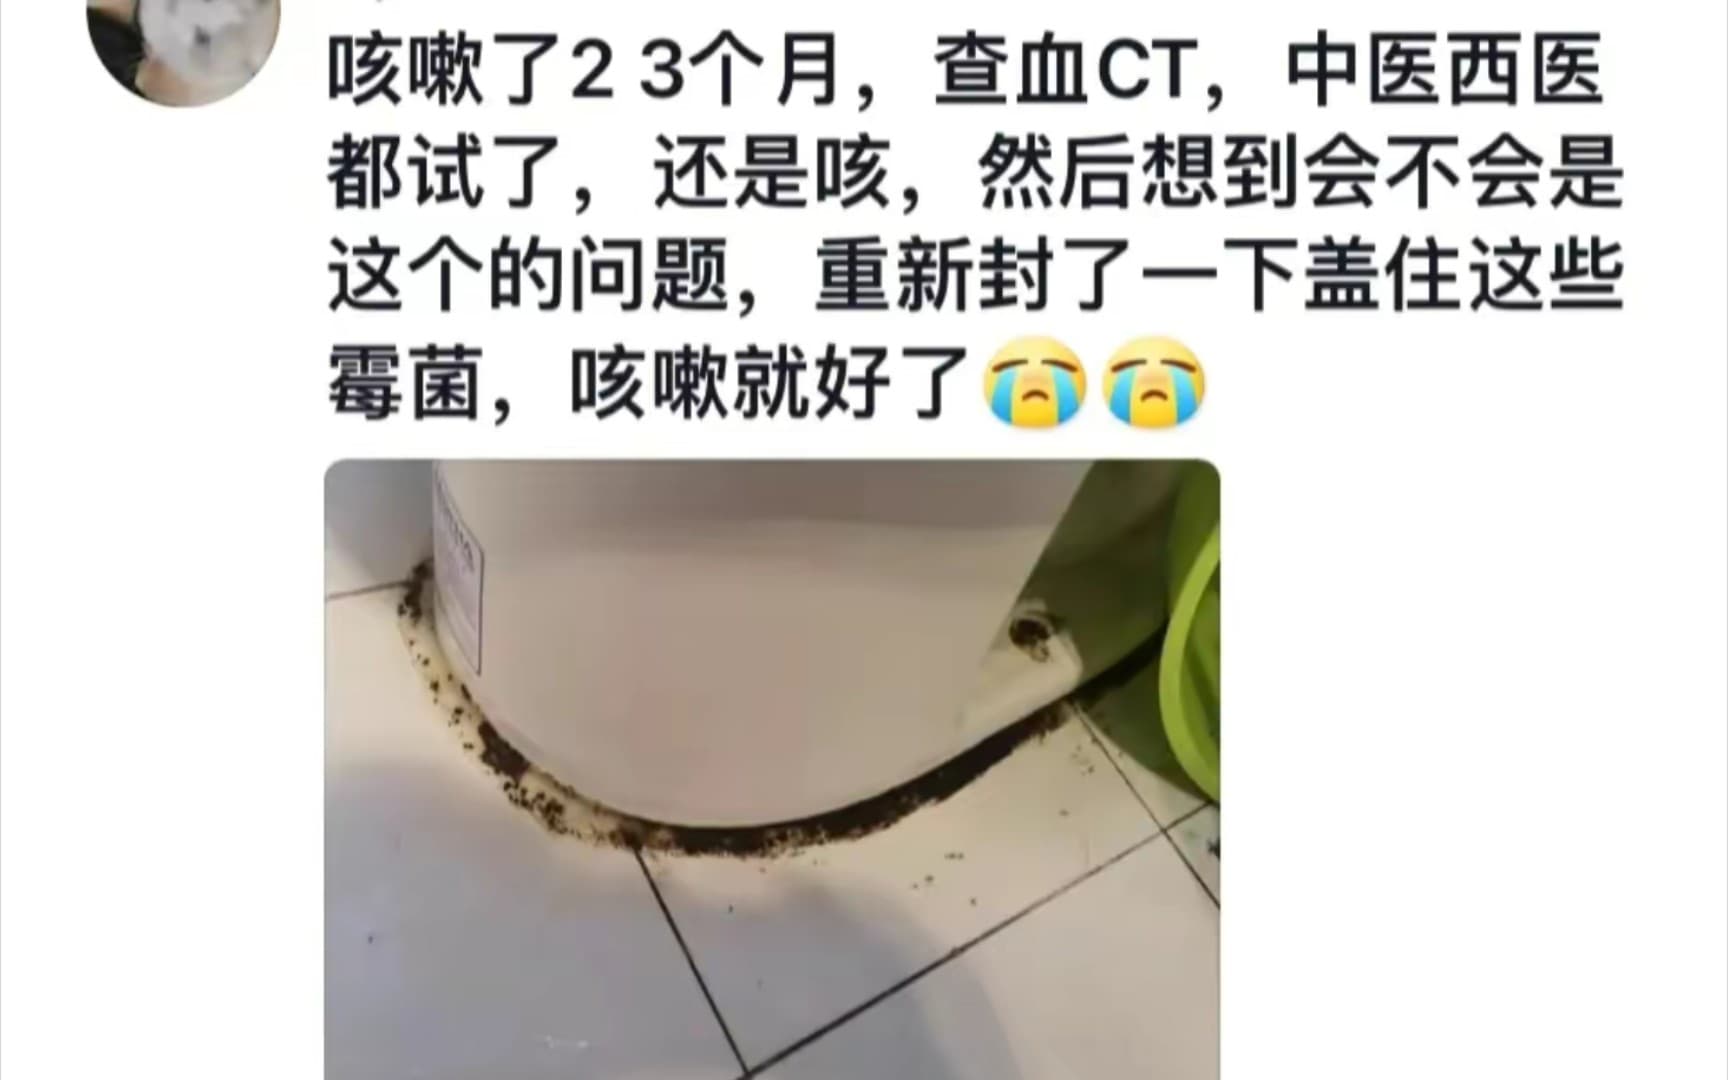 咳嗽了2 3个月，查血CT，中医西医
都试了，还是咳，然后想到会不会是
这个的问题，重新封了一下盖住这些
霉菌，咳嗽就好了😭😭